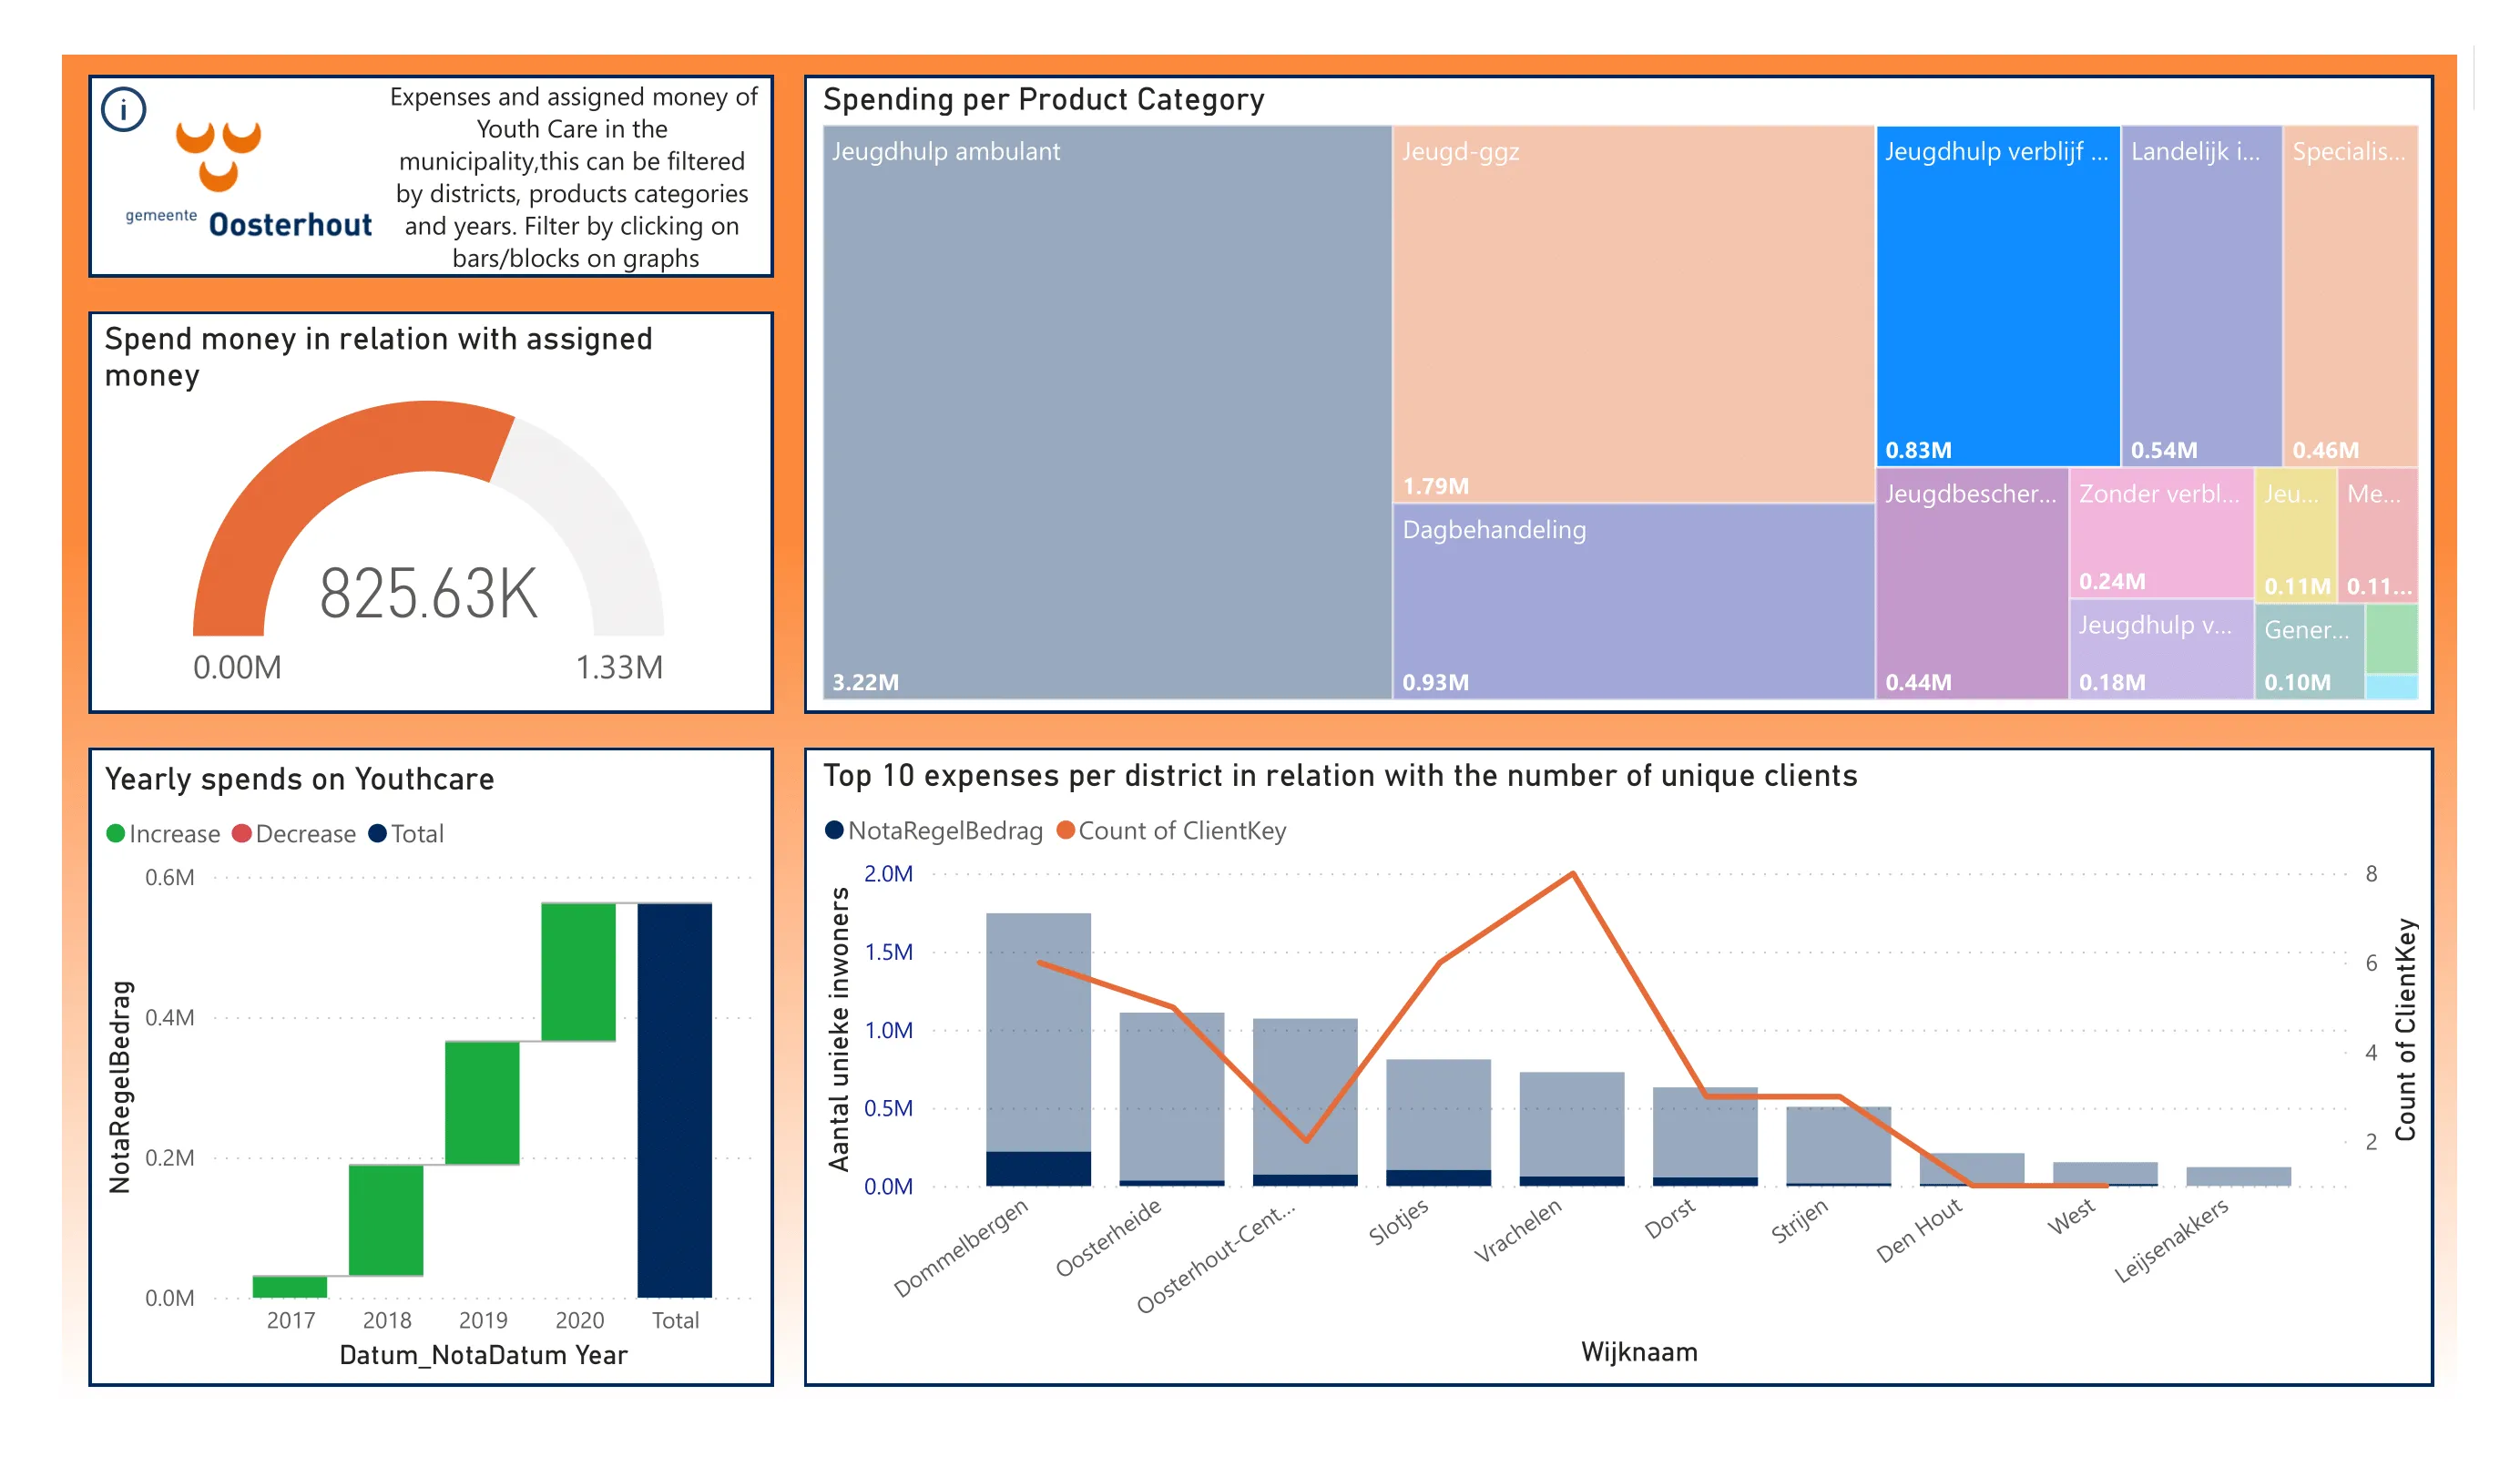 i
gemeente Oosterhout
Expenses and assigned money of
Youth Care in the
municipality,this can be filtered
by districts, products categories
and years. Filter by clicking on
bars/blocks on graphs
Spend money in relation with assigned
money
825.63K
0.00M
1.33M
Spending per Product Category
Jeugdhulp ambulant
3.22M
Jeugd-ggz
1.79M
Dagbehandeling
0.93M
Jeugdhulp verblijf ...
0.83M
Landelijk i...
0.54M
Specialis...
0.46M
Jeugdbescher...
0.44M
Zonder verbl...
0.24M
Jeugdhulp v...
0.18M
Jeu...
0.11M
Me...
0.11...
Gener...
0.10M
Yearly spends on Youthcare
Increase Decrease Total
NotaRegelBedrag
0.6M
0.4M
0.2M
0.0M
2017 2018 2019 2020 Total
Datum_NotaDatum Year
Top 10 expenses per district in relation with the number of unique clients
NotaRegelBedrag Count of ClientKey
Aantal unieke inwoners
2.0M
1.5M
1.0M
0.5M
0.0M
8
6
4
2
Count of ClientKey
Dommelbergen
Oosterheide
Oosterhout-Cent...
Slotjes
Vrachelen
Dorst
Strijen
Den Hout
West
Leijsenakkers
Wijknaam